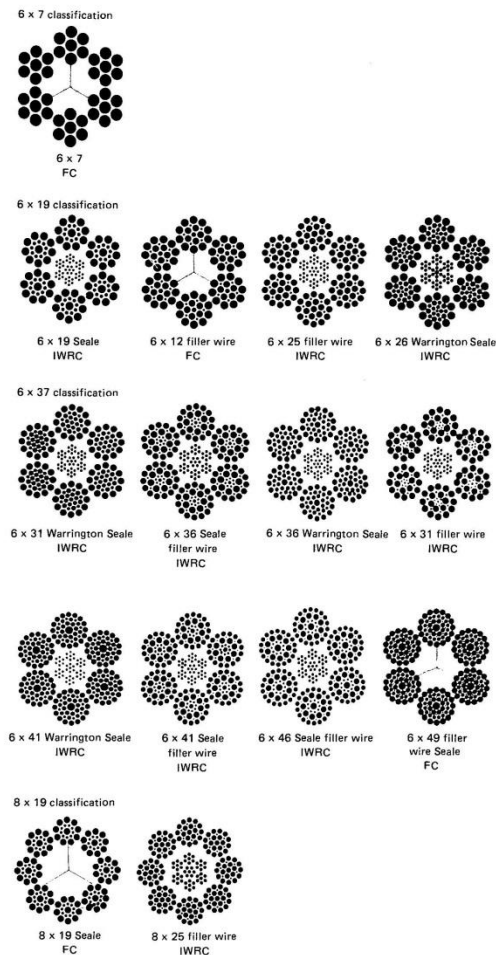 6 x 7 classification
6 x 7
FC
6 x 19 classification
6 x 19 Seale
IWRC
6 x 12 filler wire
FC
6 x 25 filler wire
IWRC
6 x 26 Warrington Seale
IWRC
6 x 37 classification
6 x 31 Warrington Seale
IWRC
6 x 36 Seale
filler wire
IWRC
6 x 36 Warrington Seale
IWRC
6 x 31 filler wire
IWRC
6 x 41 Warrington Seale
IWRC
6 x 41 Seale
filler wire
IWRC
6 x 46 Seale filler wire
IWRC
6 x 49 filler
wire Seale
FC
8 x 19 classification
8 x 19 Seale
FC
8 x 25 filler wire
IWRC